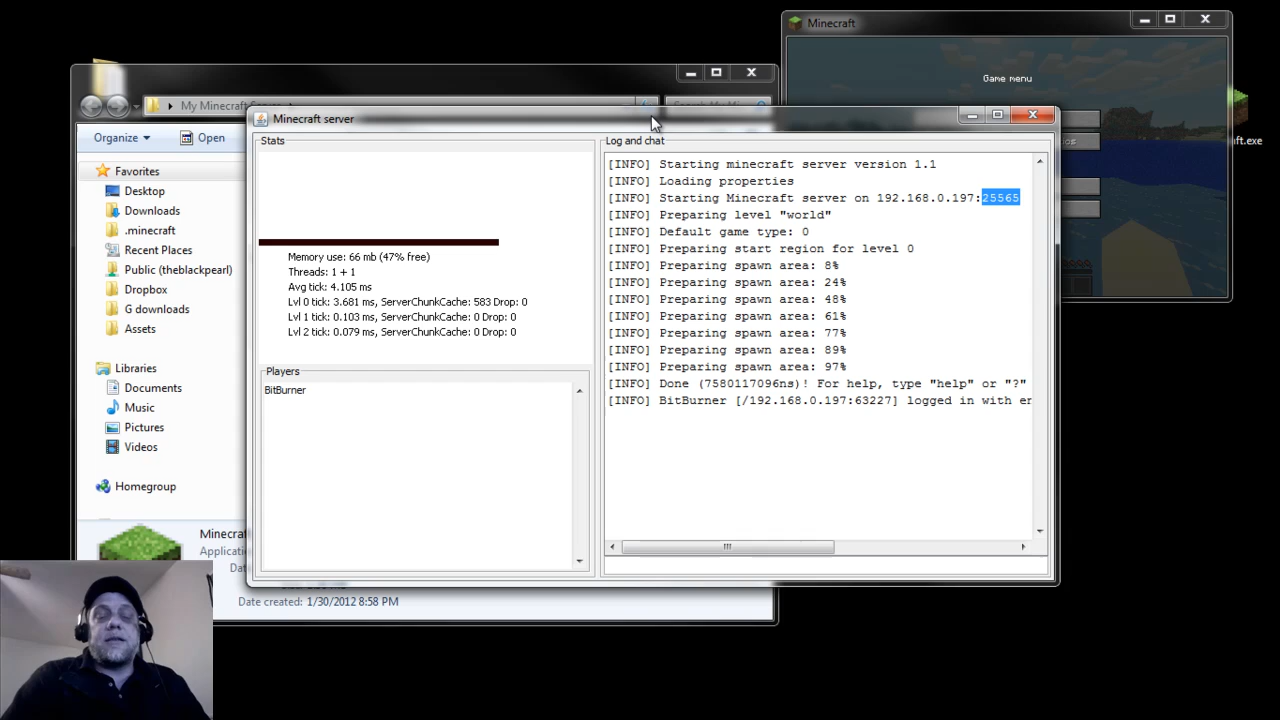 Minecraft
Game menu
My Minecraft Server
Organize
Open
Favorites
Desktop
Downloads
.minecraft
Recent Places
Public (theblackpearl)
Dropbox
G downloads
Assets
Libraries
Documents
Music
Pictures
Videos
Homegroup
Date created: 1/30/2012 8:58 PM
Minecraft server
Stats
Memory use: 66 mb (47% free)
Threads: 1 + 1
Avg tick: 4.105 ms
Lvl 0 tick: 3.681 ms, ServerChunkCache: 583 Drop: 0
Lvl 1 tick: 0.103 ms, ServerChunkCache: 0 Drop: 0
Lvl 2 tick: 0.079 ms, ServerChunkCache: 0 Drop: 0
Players
BitBurner
Log and chat
[INFO] Starting minecraft server version 1.1
[INFO] Loading properties
[INFO] Starting Minecraft server on 192.168.0.197:25565
[INFO] Preparing level "world"
[INFO] Default game type: 0
[INFO] Preparing start region for level 0
[INFO] Preparing spawn area: 8%
[INFO] Preparing spawn area: 24%
[INFO] Preparing spawn area: 48%
[INFO] Preparing spawn area: 61%
[INFO] Preparing spawn area: 77%
[INFO] Preparing spawn area: 89%
[INFO] Preparing spawn area: 97%
[INFO] Done (7580117096ns)! For help, type "help" or "?"
[INFO] BitBurner [/192.168.0.197:63227] logged in with er